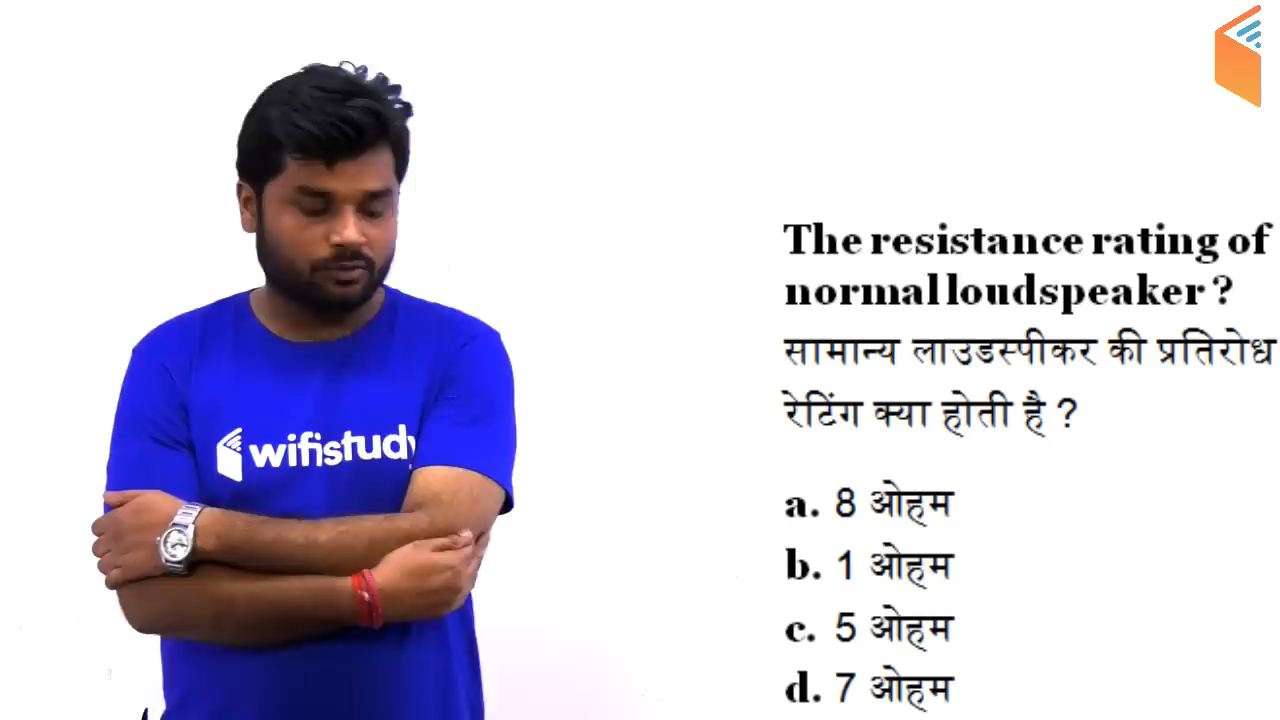 The resistance rating of
normal loudspeaker ?
सामान्य लाउडस्पीकर की प्रतिरोध
रेटिंग क्या होती है ?
a. 8 ओहम
b. 1 ओहम
c. 5 ओहम
d. 7 ओहम
wifistudy